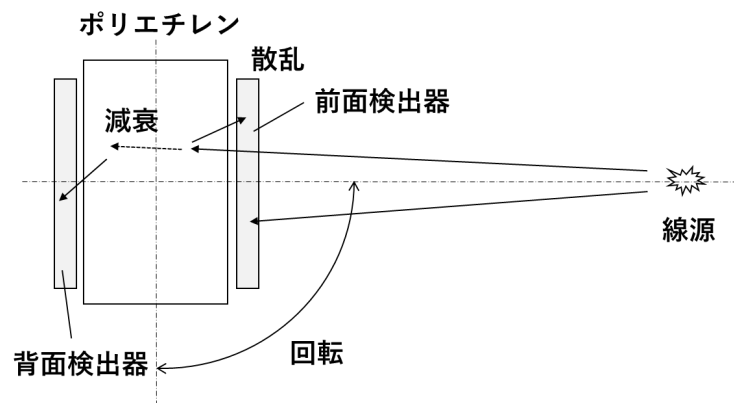 ポリエチレン
散乱
前面検出器
減衰
線源
回転
背面検出器